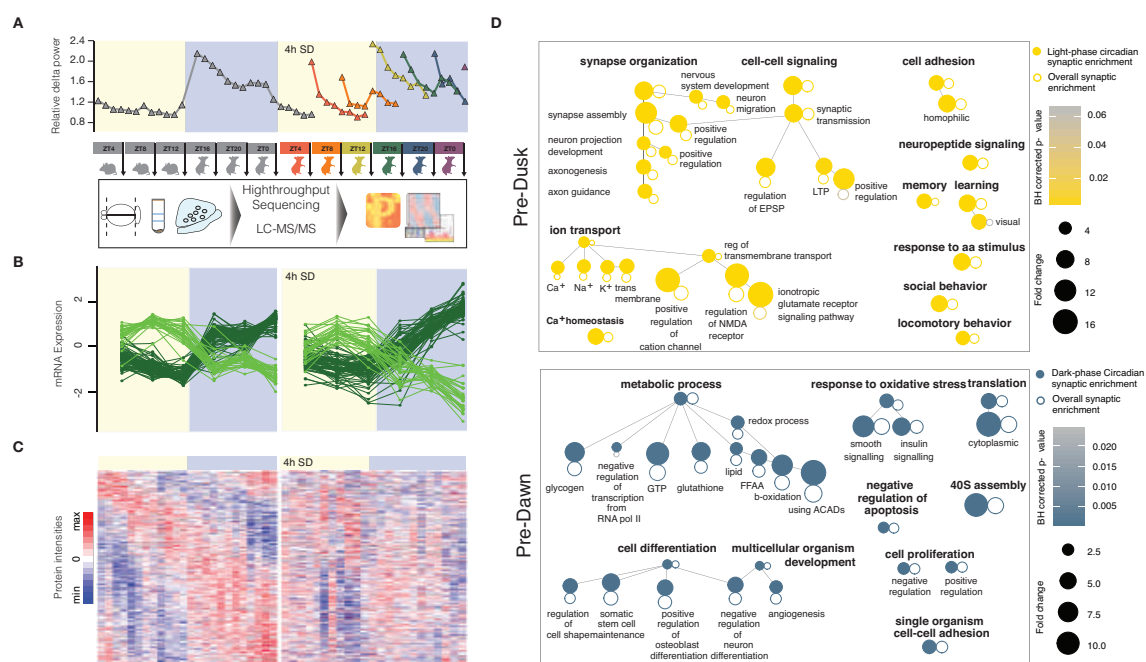 A
Relative delta power
2.4
2.0
1.6
1.2
0.8
4h SD
ZT4
ZT8
ZT12
ZT16
ZT20
ZT0
ZT4
ZT8
ZT12
ZT16
ZT20
ZT0
Highthroughput
Sequencing
LC-MS/MS
B
mRNA Expression
2
0
-2
4h SD
C
4h SD
Protein intensities
max
0
min
D
Pre-Dusk
synapse organization
nervous
system development
neuron
migration
synapse assembly
positive
regulation
neuron projection
development
positive
regulation
axonogenesis
axon guidance
cell-cell signaling
synaptic
transmission
regulation
of EPSP
LTP
positive
regulation
cell adhesion
homophilic
neuropeptide signaling
memory
learning
visual
response to aa stimulus
social behavior
locomotory behavior
ion transport
Ca+
Na+
K+
trans
membrane
reg of
transmembrane transport
positive
regulation of
cation channel
regulation
of NMDA
receptor
ionotropic
glutamate receptor
signaling pathway
Ca+homeostasis
Light-phase circadian
synaptic enrichment
Overall synaptic
enrichment
BH corrected p- value
0.06
0.04
0.02
Fold change
4
8
12
16
Pre-Dawn
metabolic process
redox process
glycogen
negative
regulation
of
transcription
from
RNA pol II
GTP
glutathione
lipid
FFAA
b-oxidation
using ACADs
response to oxidative stress
smooth
signalling
insulin
signalling
translation
cytoplasmic
negative
regulation of
apoptosis
40S assembly
cell differentiation
regulation
of
cell shape
somatic
stem cell
maintenance
positive
regulation of
osteoblast
differentiation
multicellular organism
development
negative
regulation of
neuron
differentiation
angiogenesis
cell proliferation
negative
regulation
positive
regulation
single organism
cell-cell adhesion
Dark-phase Circadian
synaptic enrichment
Overall synaptic
enrichment
BH corrected p- value
0.020
0.015
0.010
0.005
Fold change
2.5
5.0
7.5
10.0